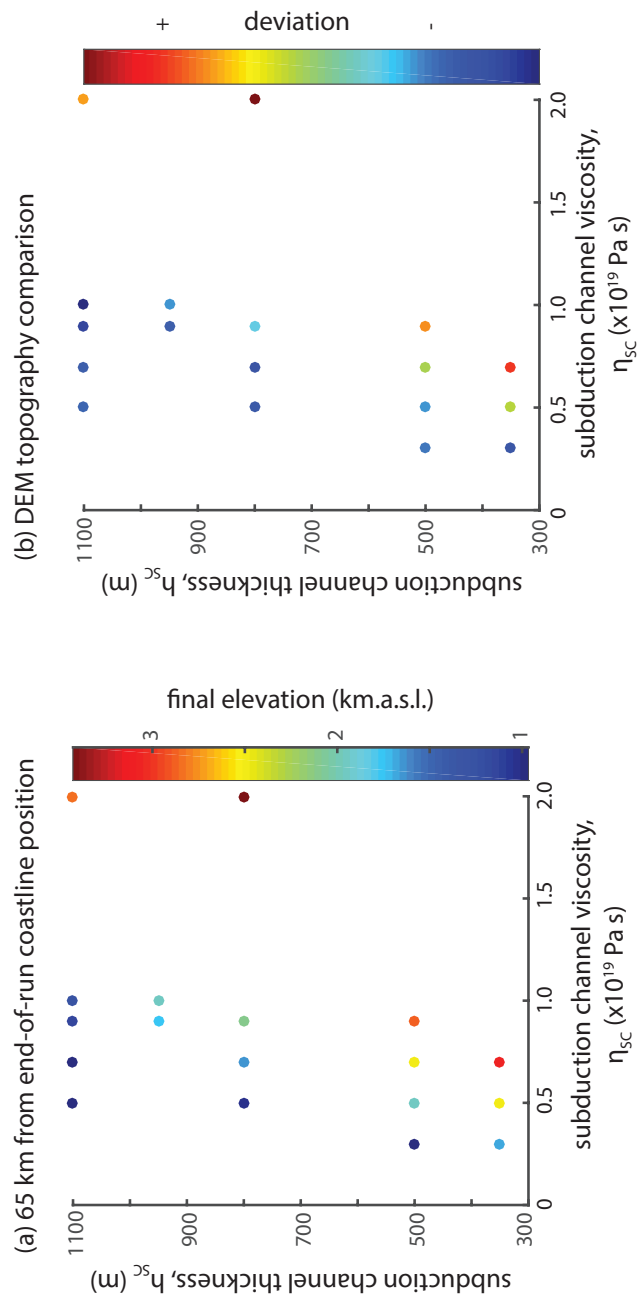 (a) 65 km from end-of-run coastline position
subduction channel thickness, h_SC (m)
1100
900
700
500
300
0
0.5
1.0
1.5
2.0
subduction channel viscosity,
η_SC (x10^19 Pa s)
final elevation (km.a.s.l.)
3
2
1
(b) DEM topography comparison
subduction channel thickness, h_SC (m)
1100
900
700
500
300
0
0.5
1.0
1.5
2.0
subduction channel viscosity,
η_SC (x10^19 Pa s)
+ deviation -